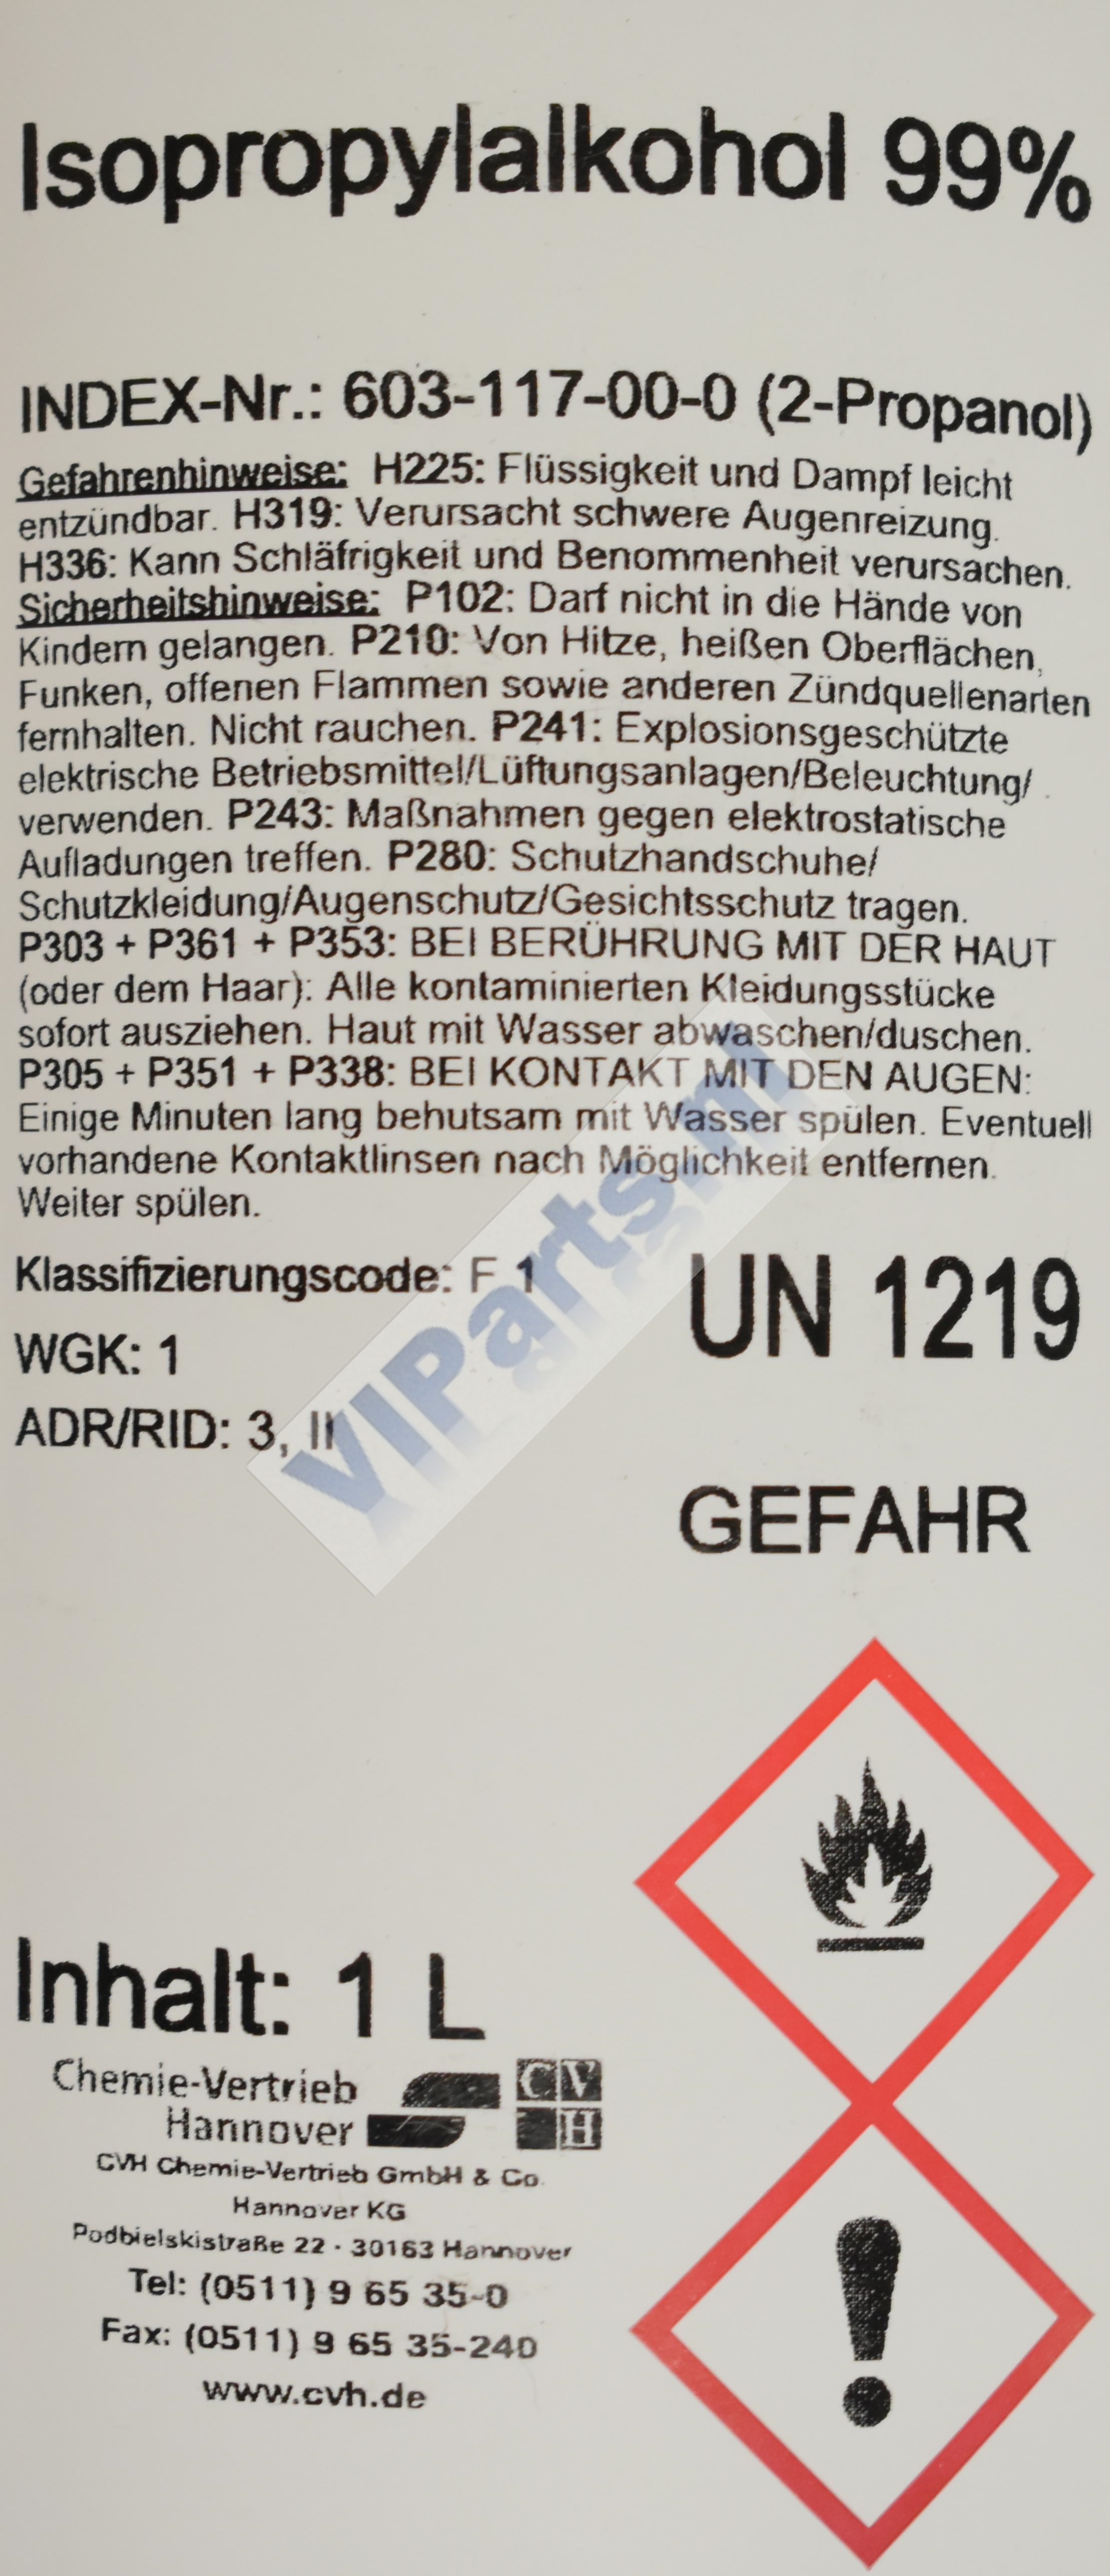 Isopropylalkohol 99%
INDEX-Nr.: 603-117-00-0 (2-Propanol)
Gefahrenhinweise: H225: Flüssigkeit und Dampf leicht
entzündbar. H319: Verursacht schwere Augenreizung.
H336: Kann Schläfrigkeit und Benommenheit verursachen.
Sicherheitshinweise: P102: Darf nicht in die Hände von
Kindern gelangen. P210: Von Hitze, heißen Oberflächen,
Funken, offenen Flammen sowie anderen Zündquellenarten
fernhalten. Nicht rauchen. P241: Explosionsgeschützte
elektrische Betriebsmittel/Lüftungsanlagen/Beleuchtung/
verwenden. P243: Maßnahmen gegen elektrostatische
Aufladungen treffen. P280: Schutzhandschuhe/
Schutzkleidung/Augenschutz/Gesichtsschutz tragen.
P303 + P361 + P353: BEI BERÜHRUNG MIT DER HAUT
(oder dem Haar): Alle kontaminierten Kleidungsstücke
sofort ausziehen. Haut mit Wasser abwaschen/duschen.
P305 + P351 + P338: BEI KONTAKT MIT DEN AUGEN:
Einige Minuten lang behutsam mit Wasser spülen. Eventuell
vorhandene Kontaktlinsen nach Möglichkeit entfernen.
Weiter spülen.
Klassifizierungscode: F 1
UN 1219
WGK: 1
ADR/RID: 3, II
VIParts.nl
GEFAHR
Inhalt: 1 L
Chemie-Vertrieb
Hannover
CVH
CVH Chemie-Vertrieb GmbH & Co.
Hannover KG
Podbielskistraße 22 · 30163 Hannover
Tel: (0511) 9 65 35-0
Fax: (0511) 9 65 35-240
www.cvh.de